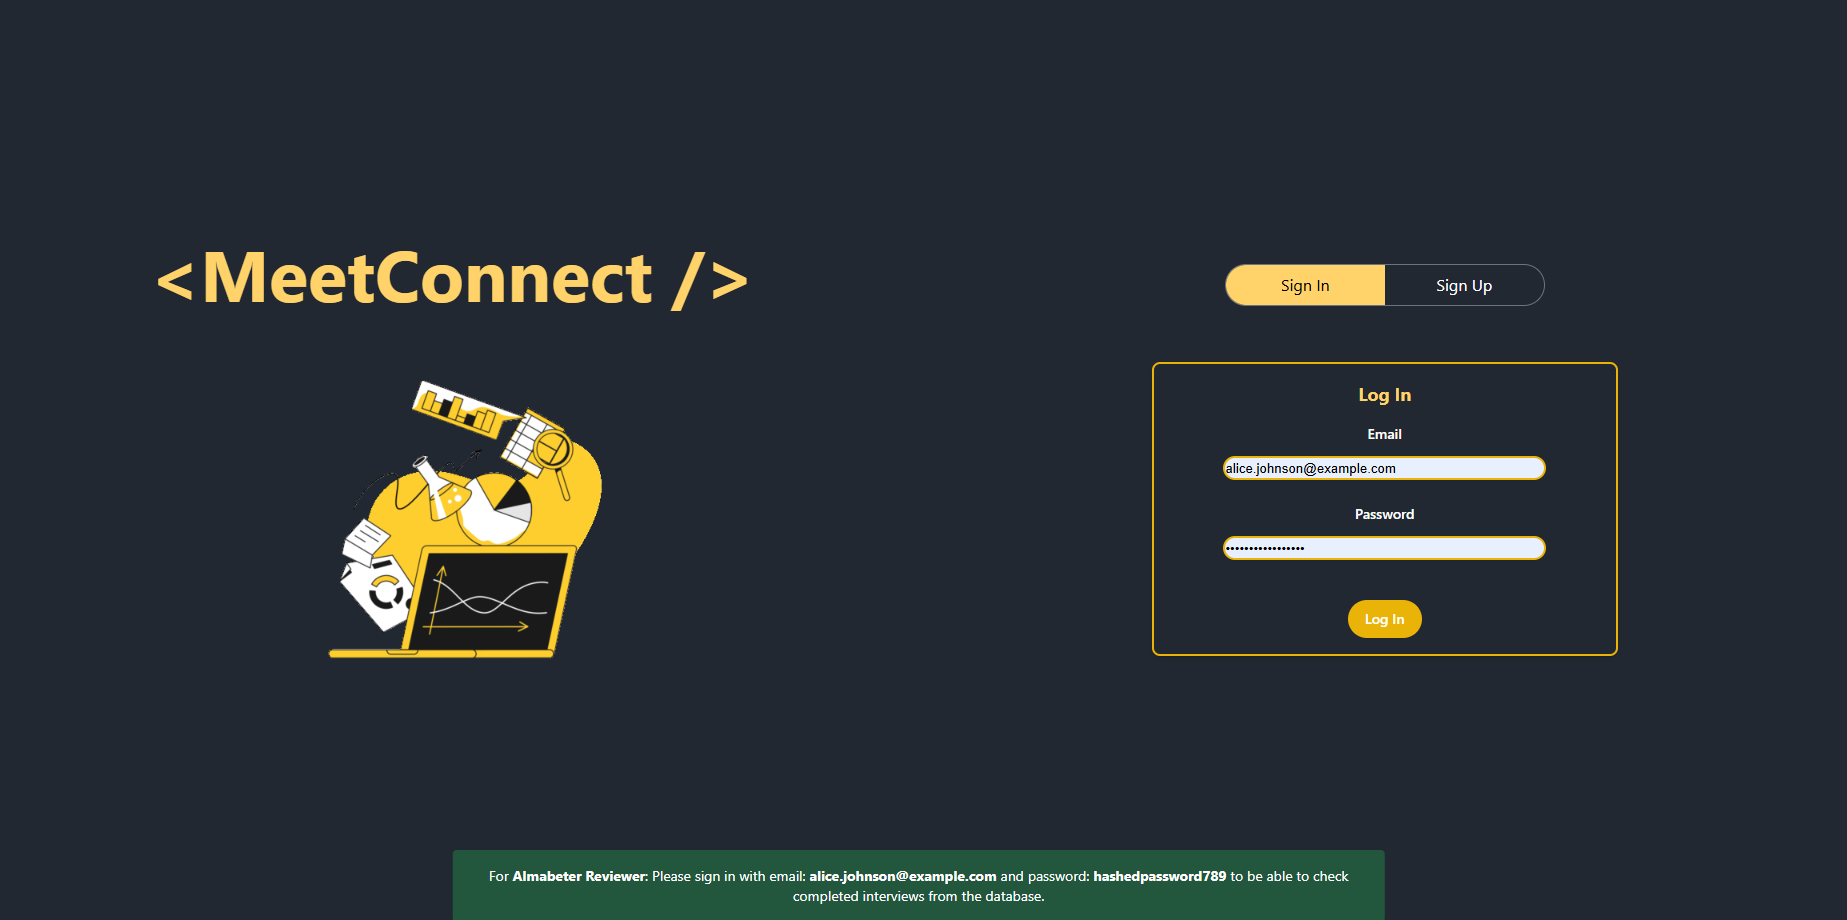 <MeetConnect />
Sign In
Sign Up
Log In
Email
alice.johnson@example.com
Password
•••••••••••••••••
Log In
For Almabeter Reviewer: Please sign in with email: alice.johnson@example.com and password: hashedpassword789 to be able to check
completed interviews from the database.